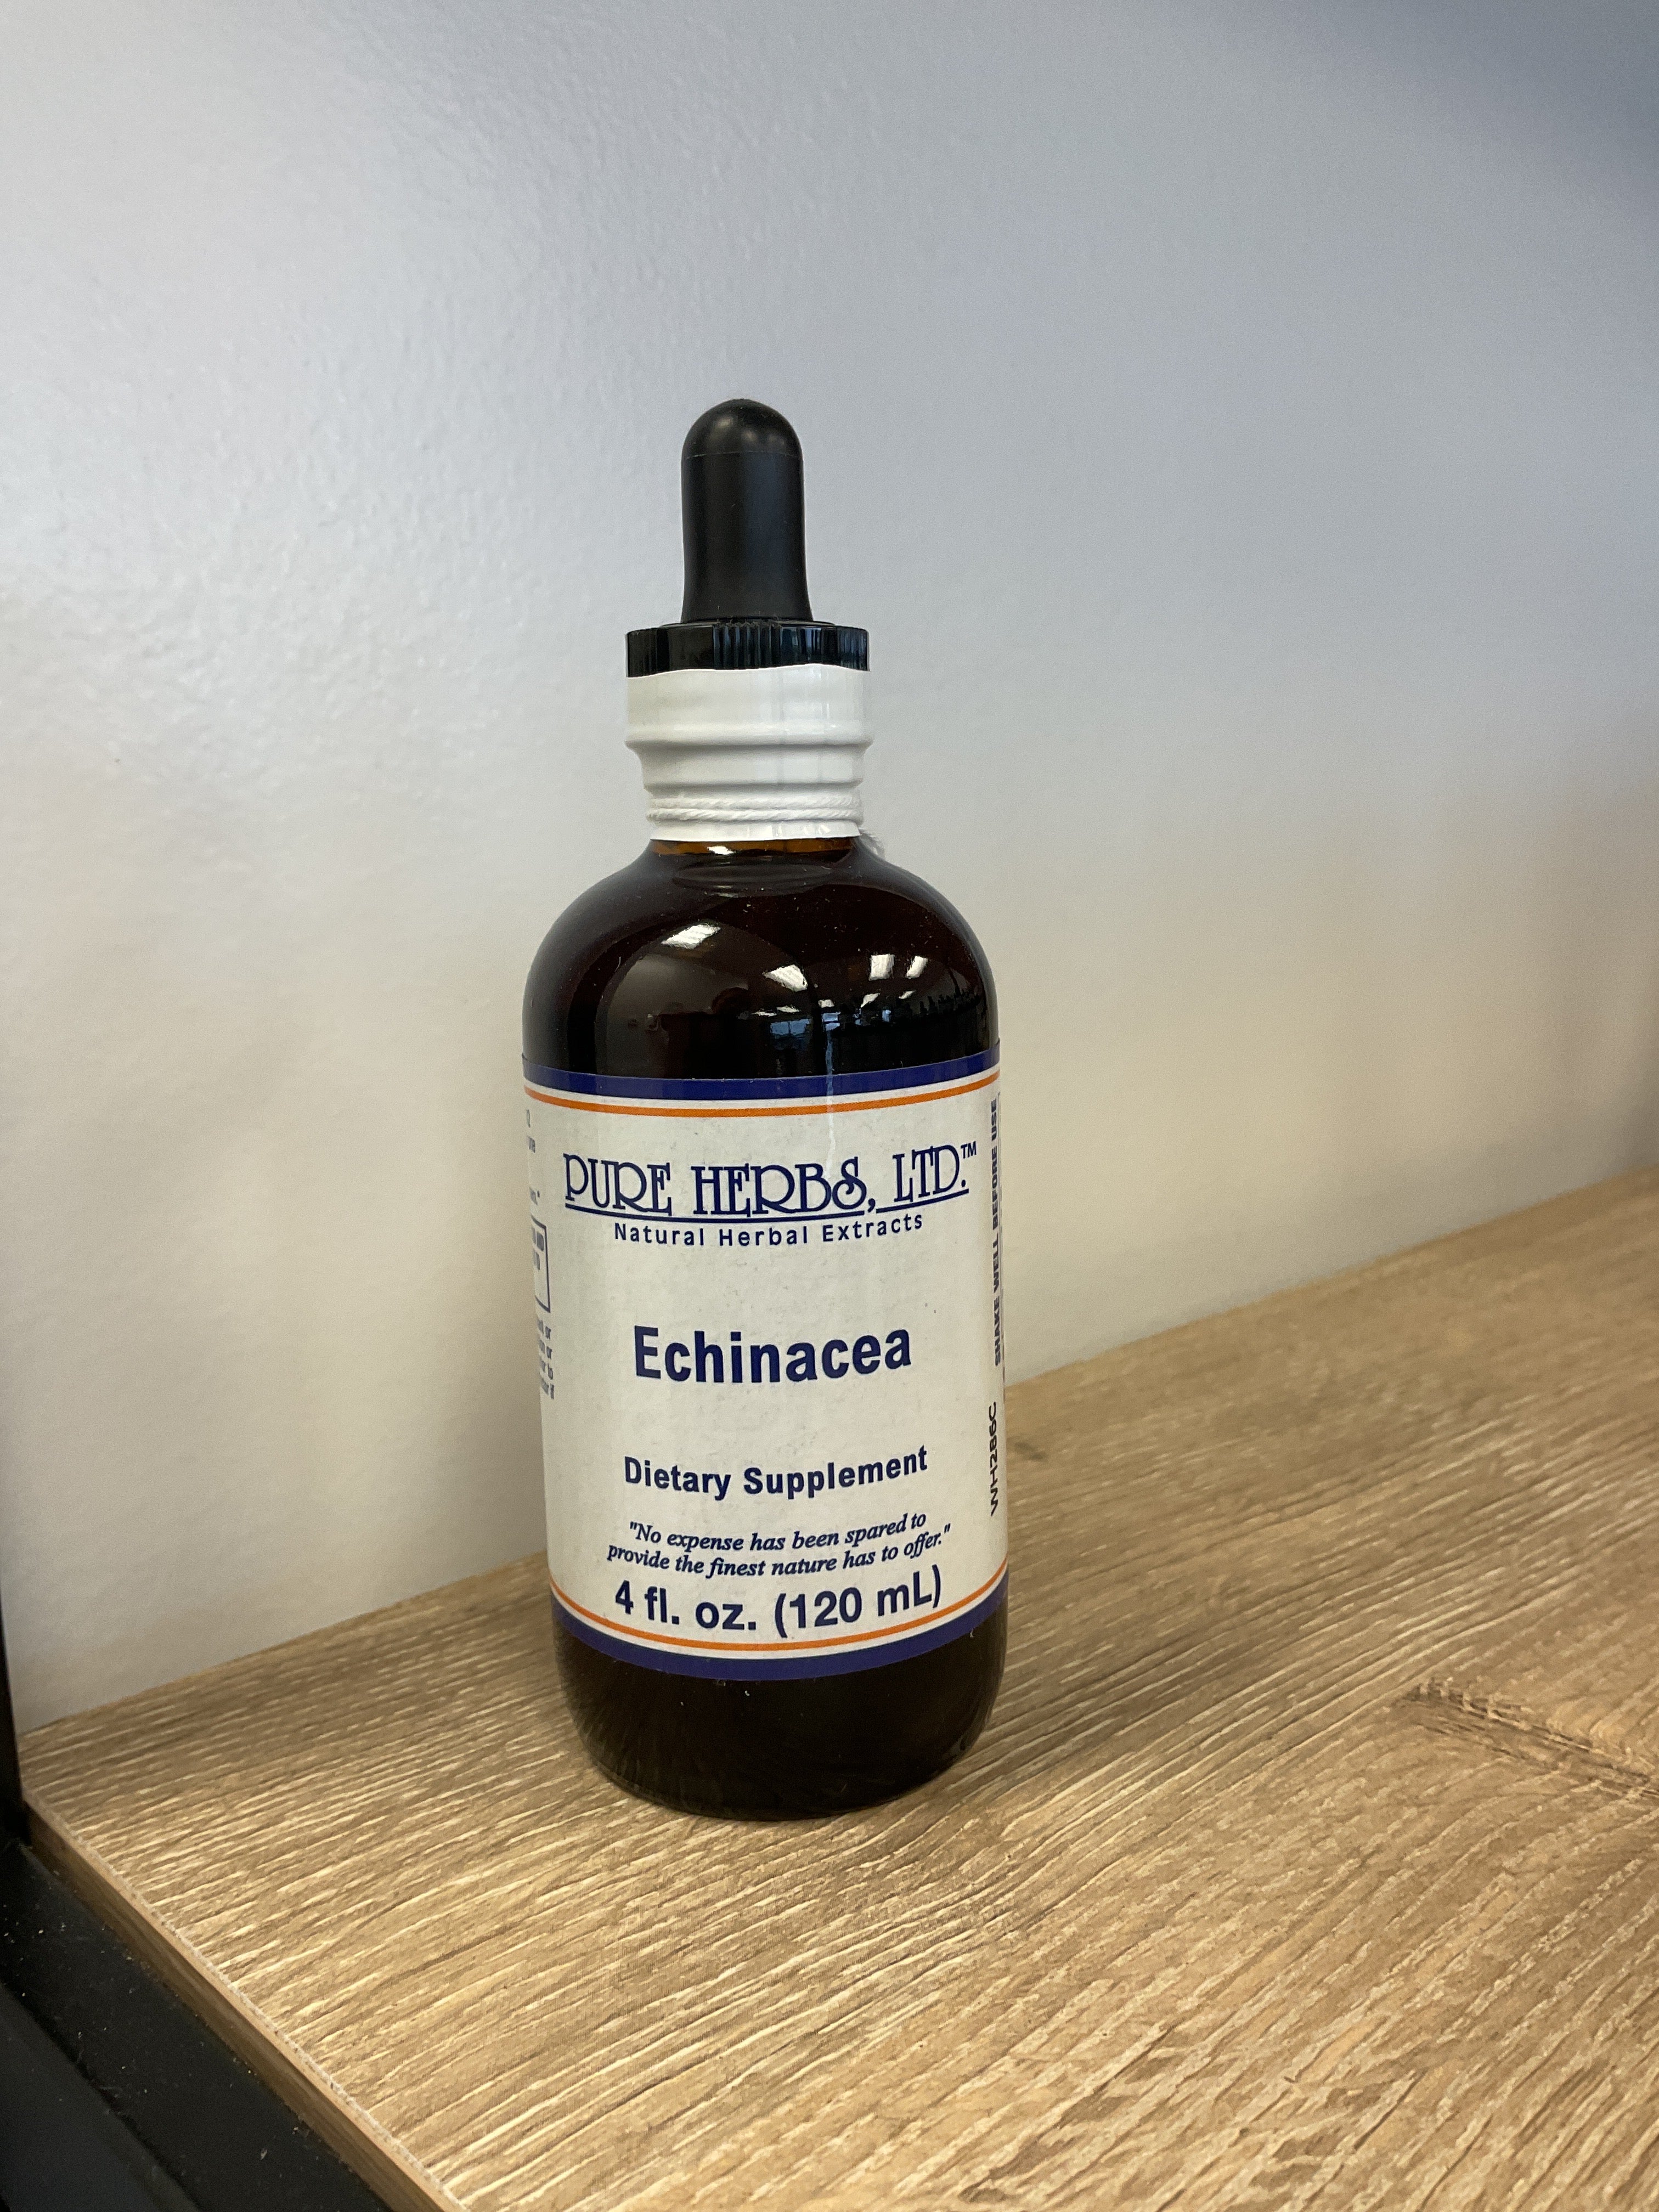 PURE HERBS, LTD.™
Natural Herbal Extracts
Echinacea
Dietary Supplement
"No expense has been spared to
provide the finest nature has to offer."
4 fl. oz. (120 mL)
SHAKE WELL BEFORE USE
WH286C